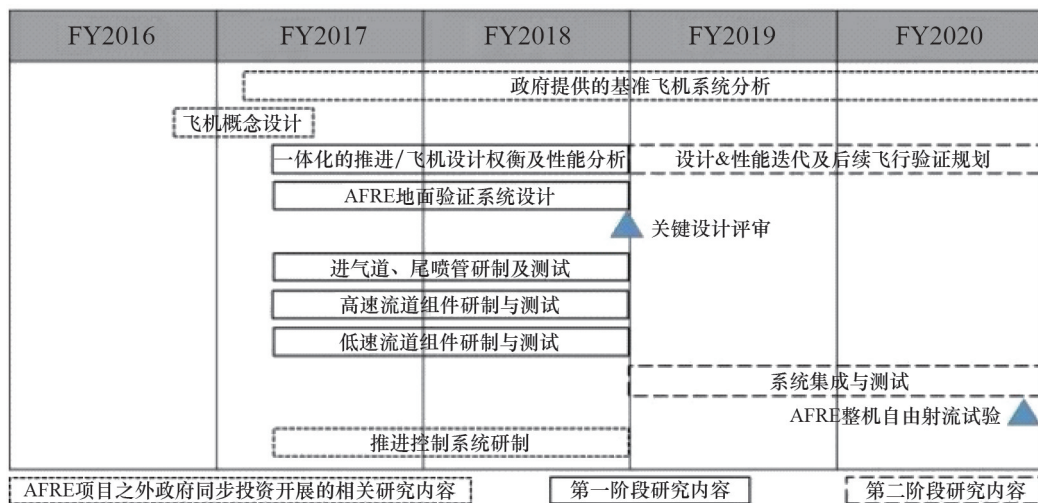 FY2016 FY2017 FY2018 FY2019 FY2020
政府提供的基准飞机系统分析
飞机概念设计
一体化的推进/飞机设计权衡及性能分析 设计&性能迭代及后续飞行验证规划
AFRE地面验证系统设计
关键设计评审
进气道、尾喷管研制及测试
高速流道组件研制与测试
低速流道组件研制与测试
系统集成与测试
AFRE整机自由射流试验
推进控制系统研制
AFRE项目之外政府同步投资开展的相关研究内容 第一阶段研究内容 第二阶段研究内容